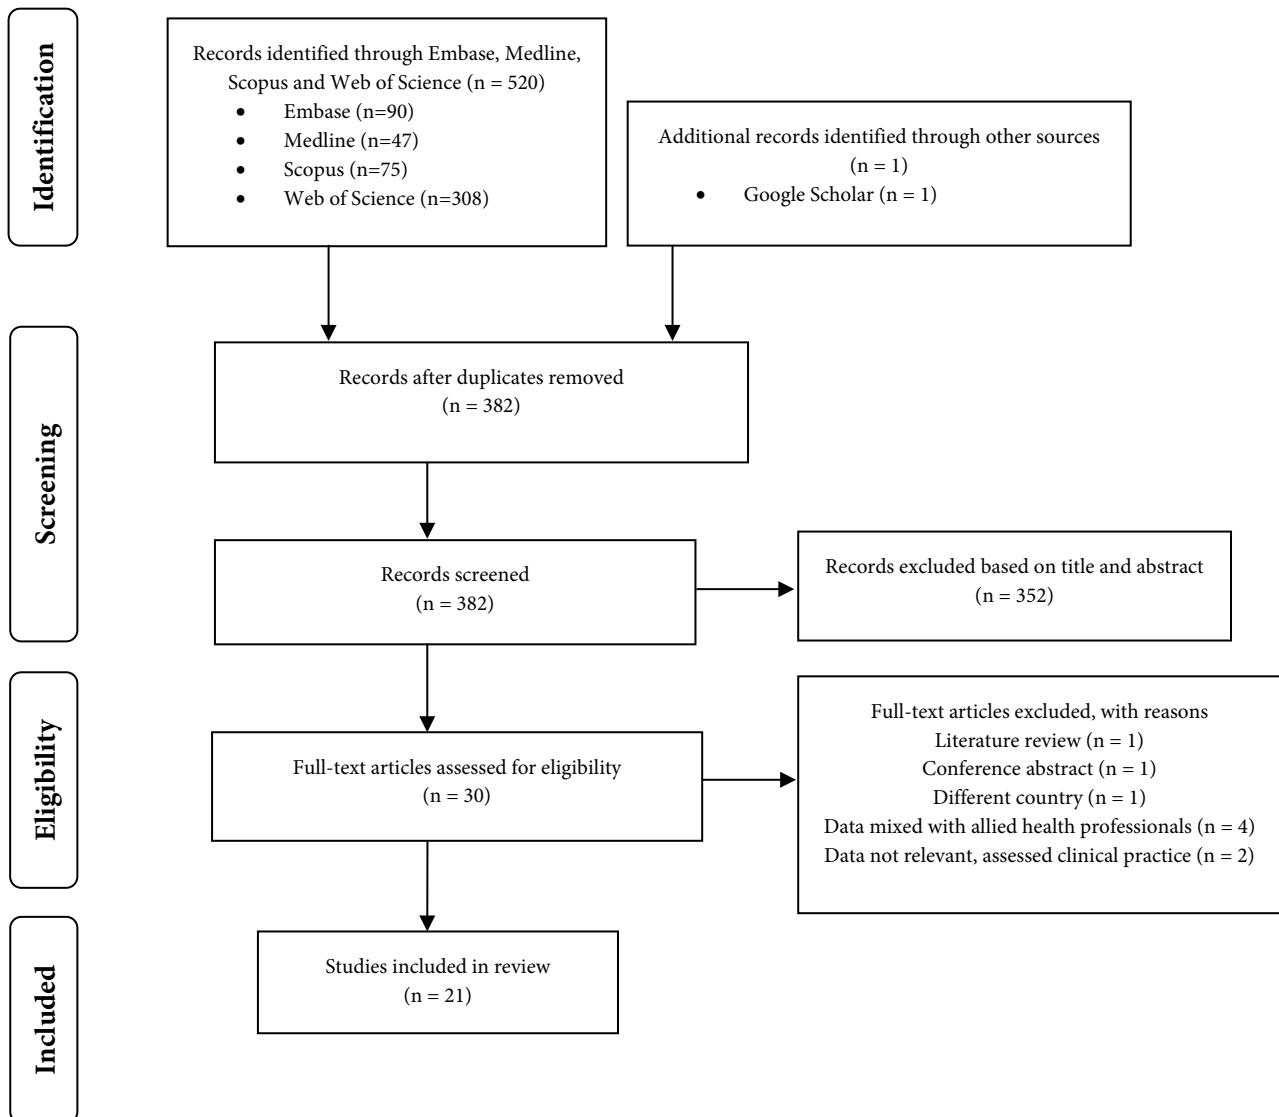 Identification
Records identified through Embase, Medline,
Scopus and Web of Science (n = 520)
• Embase (n=90)
• Medline (n=47)
• Scopus (n=75)
• Web of Science (n=308)
Additional records identified through other sources
(n = 1)
• Google Scholar (n = 1)
Screening
Records after duplicates removed
(n = 382)
Records screened
(n = 382)
Records excluded based on title and abstract
(n = 352)
Eligibility
Full-text articles assessed for eligibility
(n = 30)
Full-text articles excluded, with reasons
Literature review (n = 1)
Conference abstract (n = 1)
Different country (n = 1)
Data mixed with allied health professionals (n = 4)
Data not relevant, assessed clinical practice (n = 2)
Included
Studies included in review
(n = 21)